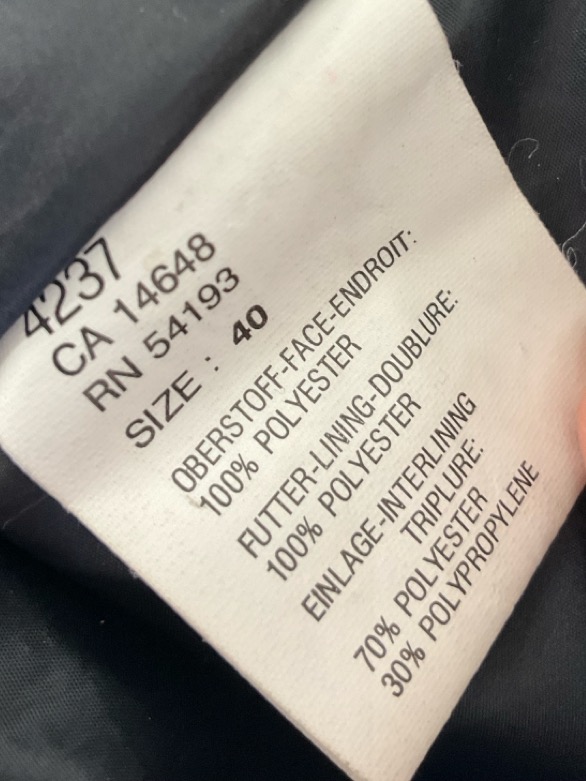 4237
CA 14648
RN 54193
SIZE : 40
OBERSTOFF-FACE-ENDROIT:
100% POLYESTER
FUTTER-LINING-DOUBLURE:
100% POLYESTER
EINLAGE-INTERLINING
TRIPLURE:
70% POLYESTER
30% POLYPROPYLENE